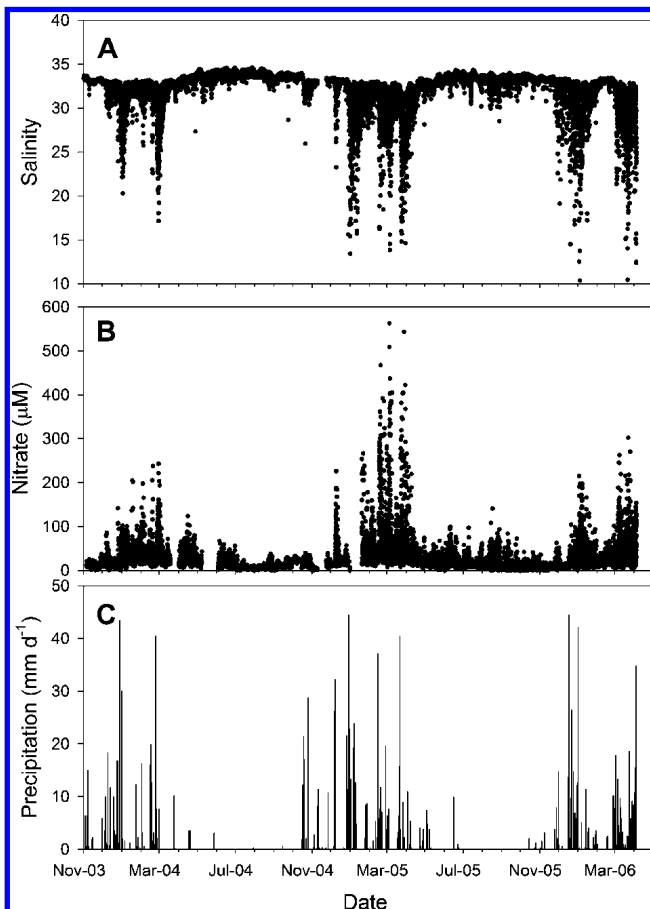 A
Salinity
40
35
30
25
20
15
10
B
Nitrate (μM)
600
500
400
300
200
100
0
C
Precipitation (mm d⁻¹)
50
40
30
20
10
0
Nov-03 Mar-04 Jul-04 Nov-04 Mar-05 Jul-05 Nov-05 Mar-06
Date